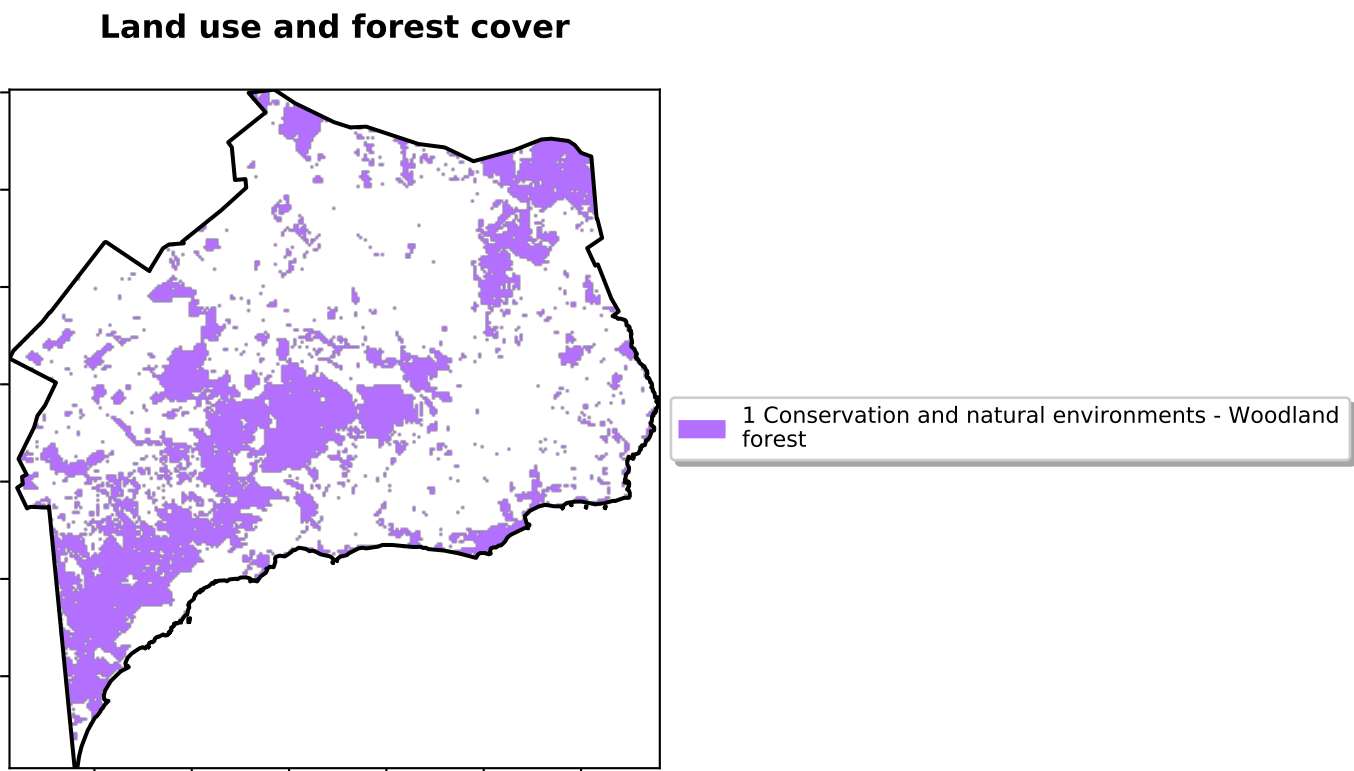 Land use and forest cover
1 Conservation and natural environments - Woodland
forest